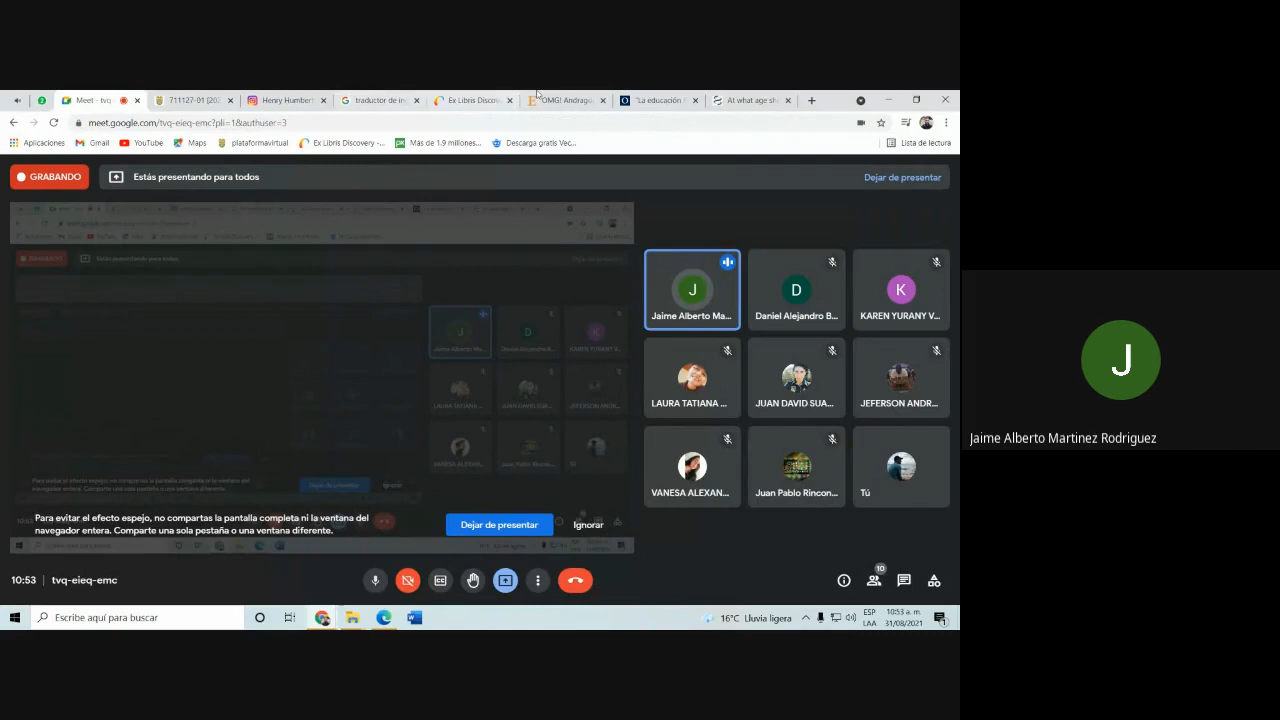 Meet - tvq-
711127-01 [202
Henry Humbert
traductor de in
Ex Libris Discov
"OMG! Andrago
"La educación A
At what age sh
meet.google.com/tvq-eieq-emc?pli=1&authuser=3
Aplicaciones
Gmail
YouTube
Maps
plataformavirtual
Ex Libris Discovery -...
Más de 1.9 millones...
Descarga gratis Vec...
Lista de lectura
GRABANDO
Estás presentando para todos
Dejar de presentar
Jaime Alberto Ma...
Daniel Alejandro B...
KAREN YURANY V...
LAURA TATIANA ...
JUAN DAVID SUA...
JEFERSON ANDR...
VANESA ALEXAN...
Juan Pablo Rincon...
Tú
Para evitar el efecto espejo, no compartas la pantalla completa ni la ventana del
navegador entera. Comparte una sola pestaña o una ventana diferente.
Dejar de presentar
Ignorar
10:53 | tvq-eieq-emc
10
Escribe aquí para buscar
16°C Lluvia ligera
ESP
LAA
10:53 a. m.
31/08/2021
J
Jaime Alberto Martinez Rodriguez